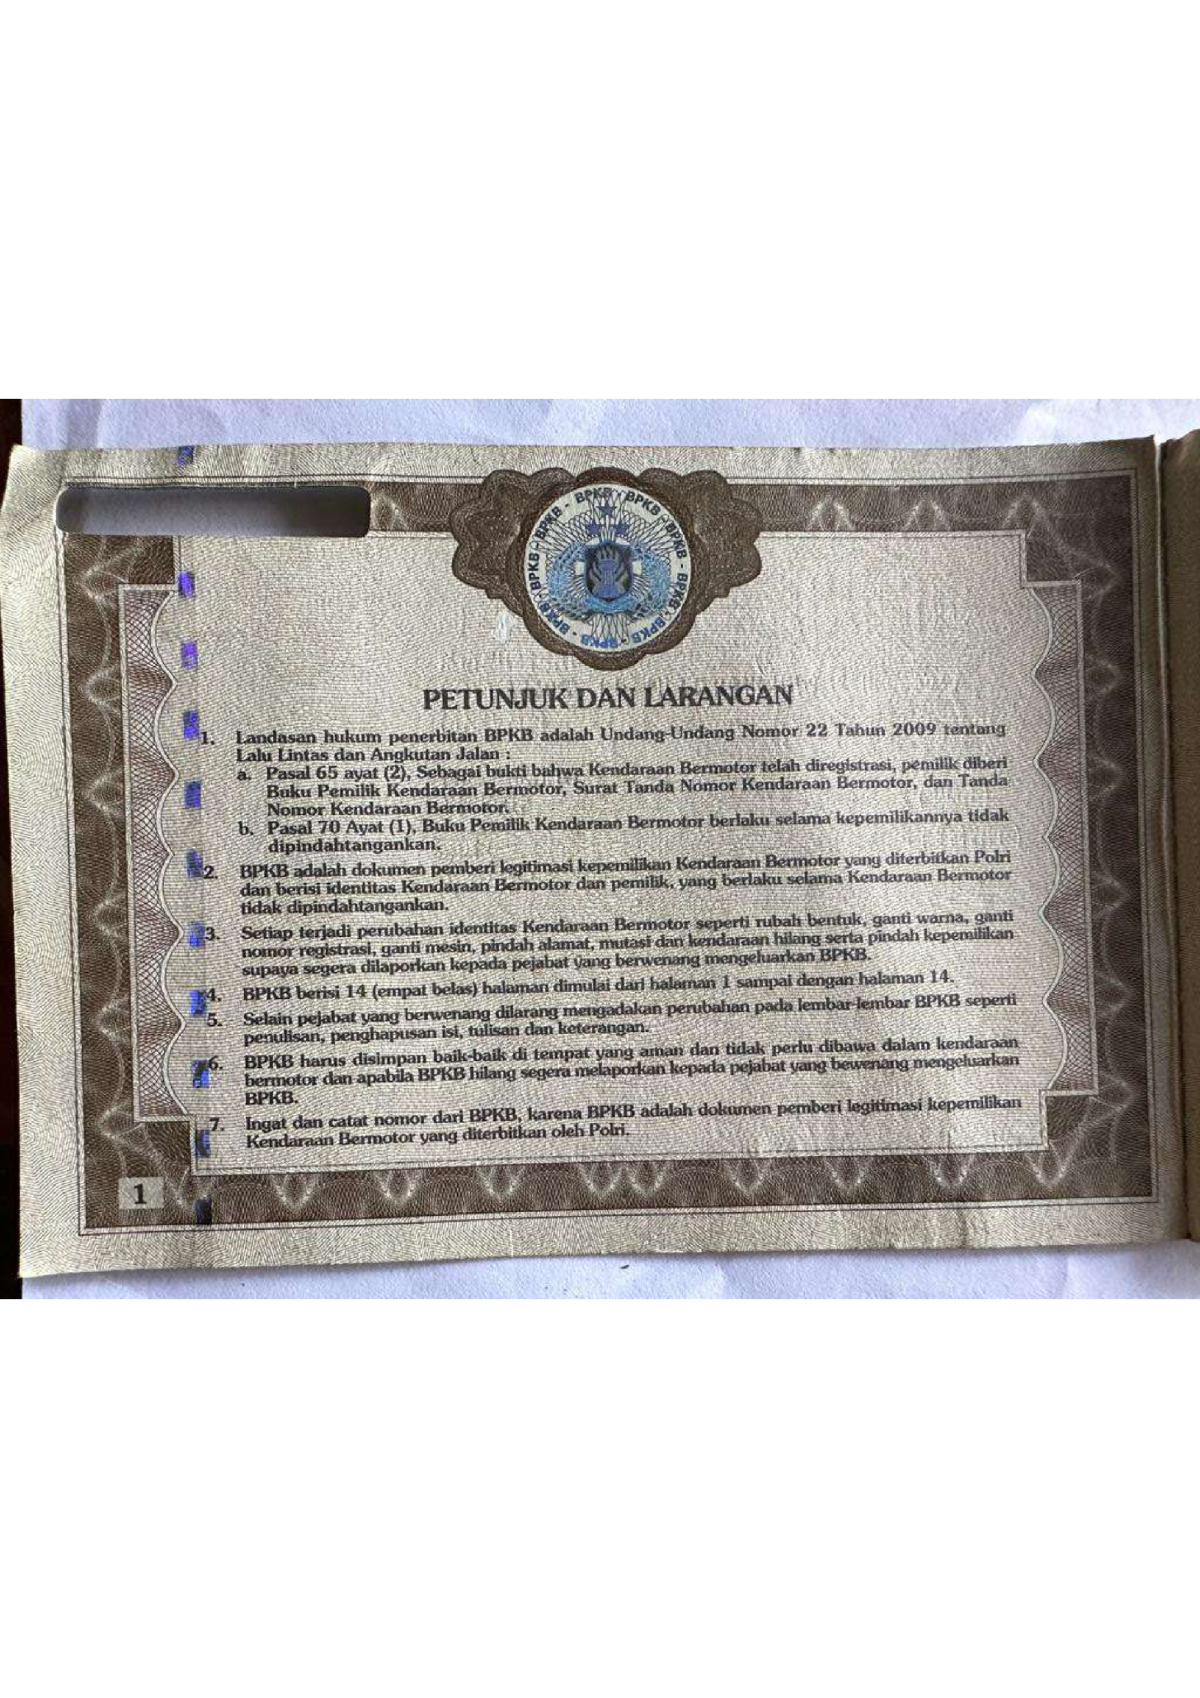 BPKB - BPKB - BPKB - BPKB - BPKB - BPKB - BPKB - BPKB - BPKB - BPKB
PETUNJUK DAN LARANGAN
1. Landasan hukum penerbitan BPKB adalah Undang-Undang Nomor 22 Tahun 2009 tentang
Lalu Lintas dan Angkutan Jalan :
a. Pasal 65 ayat (2), Sebagai bukti bahwa Kendaraan Bermotor telah diregistrasi, pemilik diberi
Buku Pemilik Kendaraan Bermotor, Surat Tanda Nomor Kendaraan Bermotor, dan Tanda
Nomor Kendaraan Bermotor.
b. Pasal 70 Ayat (1), Buku Pemilik Kendaraan Bermotor berlaku selama kepemilikannya tidak
dipindahtangankan.
2. BPKB adalah dokumen pemberi legitimasi kepemilikan Kendaraan Bermotor yang diterbitkan Polri
dan berisi identitas Kendaraan Bermotor dan pemilik, yang berlaku selama Kendaraan Bermotor
tidak dipindahtangankan.
3. Setiap terjadi perubahan identitas Kendaraan Bermotor seperti rubah bentuk, ganti warna, ganti
nomor registrasi, ganti mesin, pindah alamat, mutasi dan kendaraan hilang serta pindah kepemilikan
supaya segera dilaporkan kepada pejabat yang berwenang mengeluarkan BPKB.
4. BPKB berisi 14 (empat belas) halaman dimulai dari halaman 1 sampai dengan halaman 14.
5. Selain pejabat yang berwenang dilarang mengadakan perubahan pada lembar-lembar BPKB seperti
penulisan, penghapusan isi, tulisan dan keterangan.
6. BPKB harus disimpan baik-baik di tempat yang aman dan tidak perlu dibawa dalam kendaraan
bermotor dan apabila BPKB hilang segera melaporkan kepada pejabat yang bewenang mengeluarkan
BPKB.
7. Ingat dan catat nomor dari BPKB, karena BPKB adalah dokumen pemberi legitimasi kepemilikan
Kendaraan Bermotor yang diterbitkan oleh Polri.
1